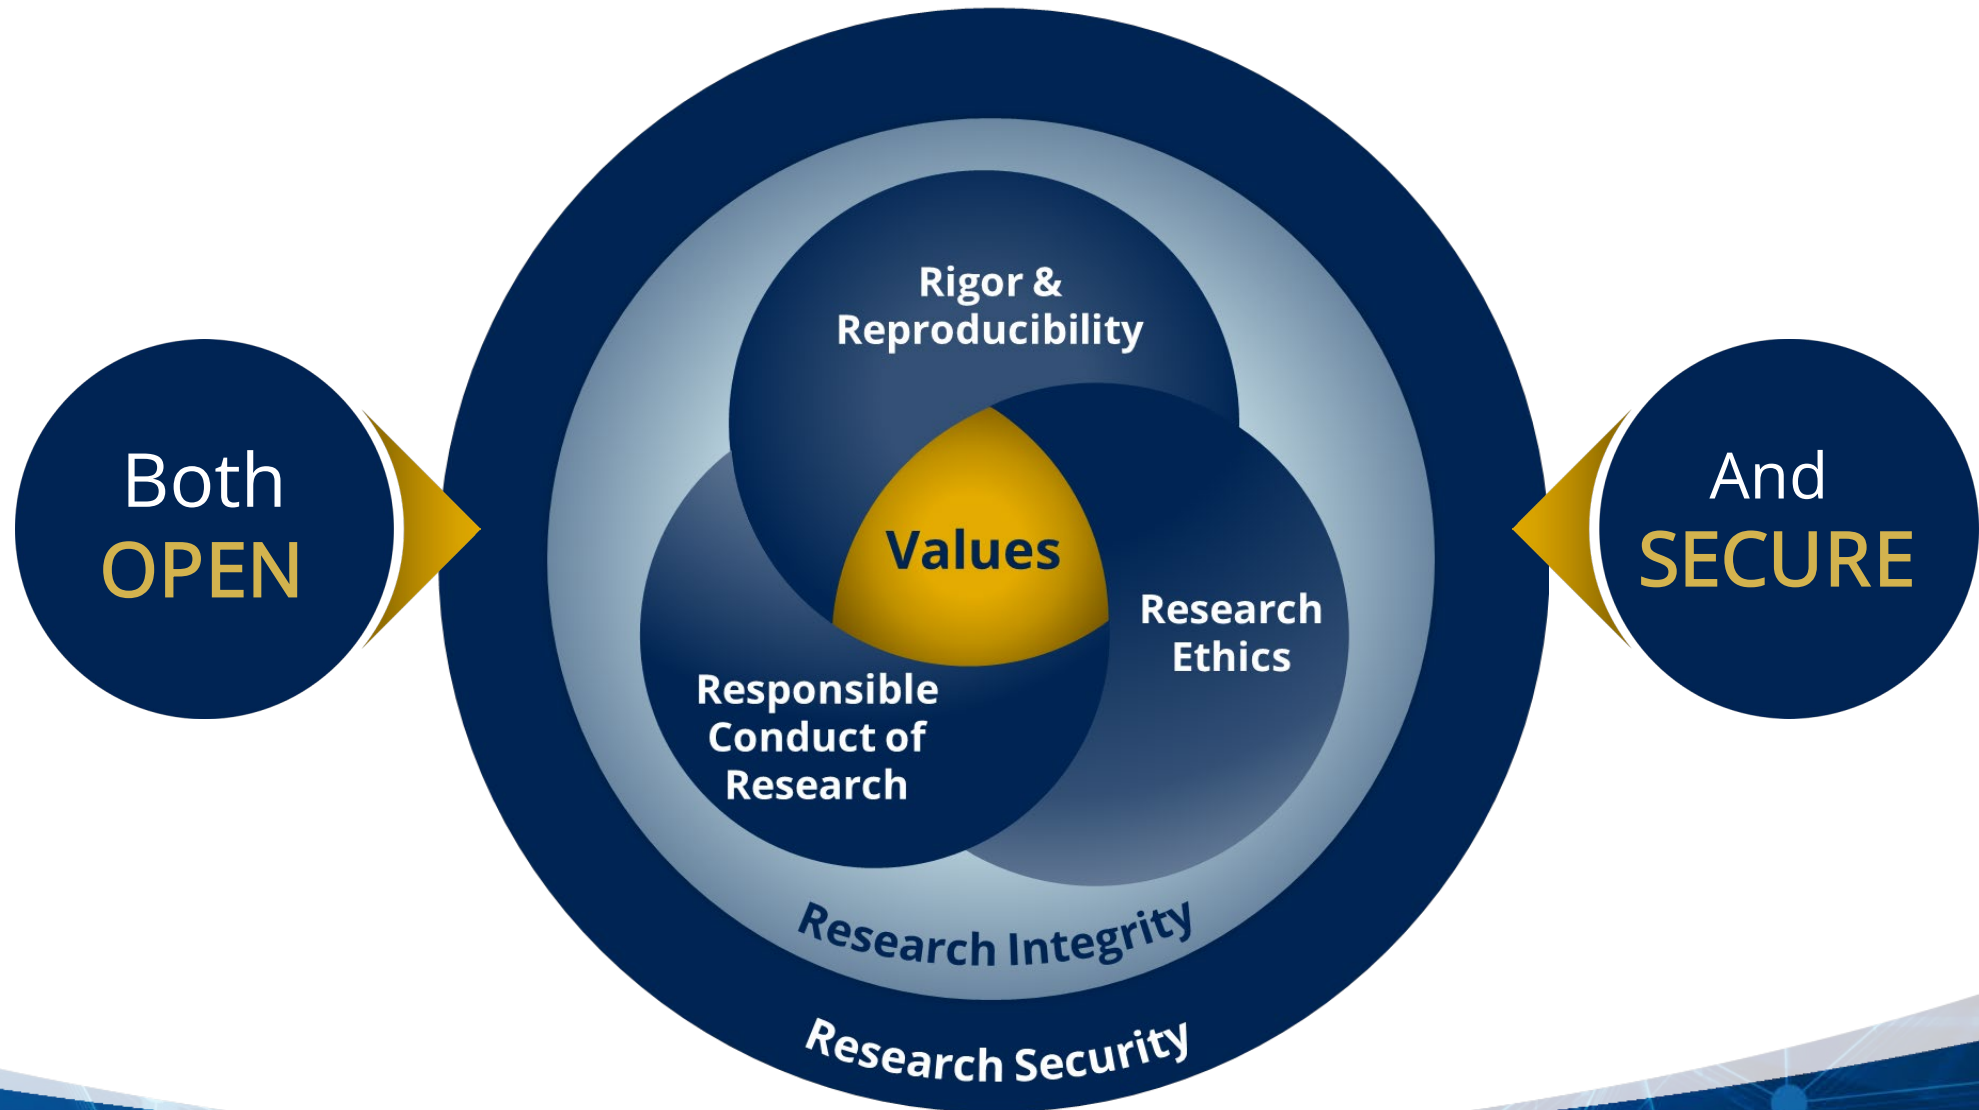 Both
OPEN
Rigor &
Reproducibility
Values
Research
Ethics
Responsible
Conduct of
Research
Research Integrity
Research Security
And
SECURE